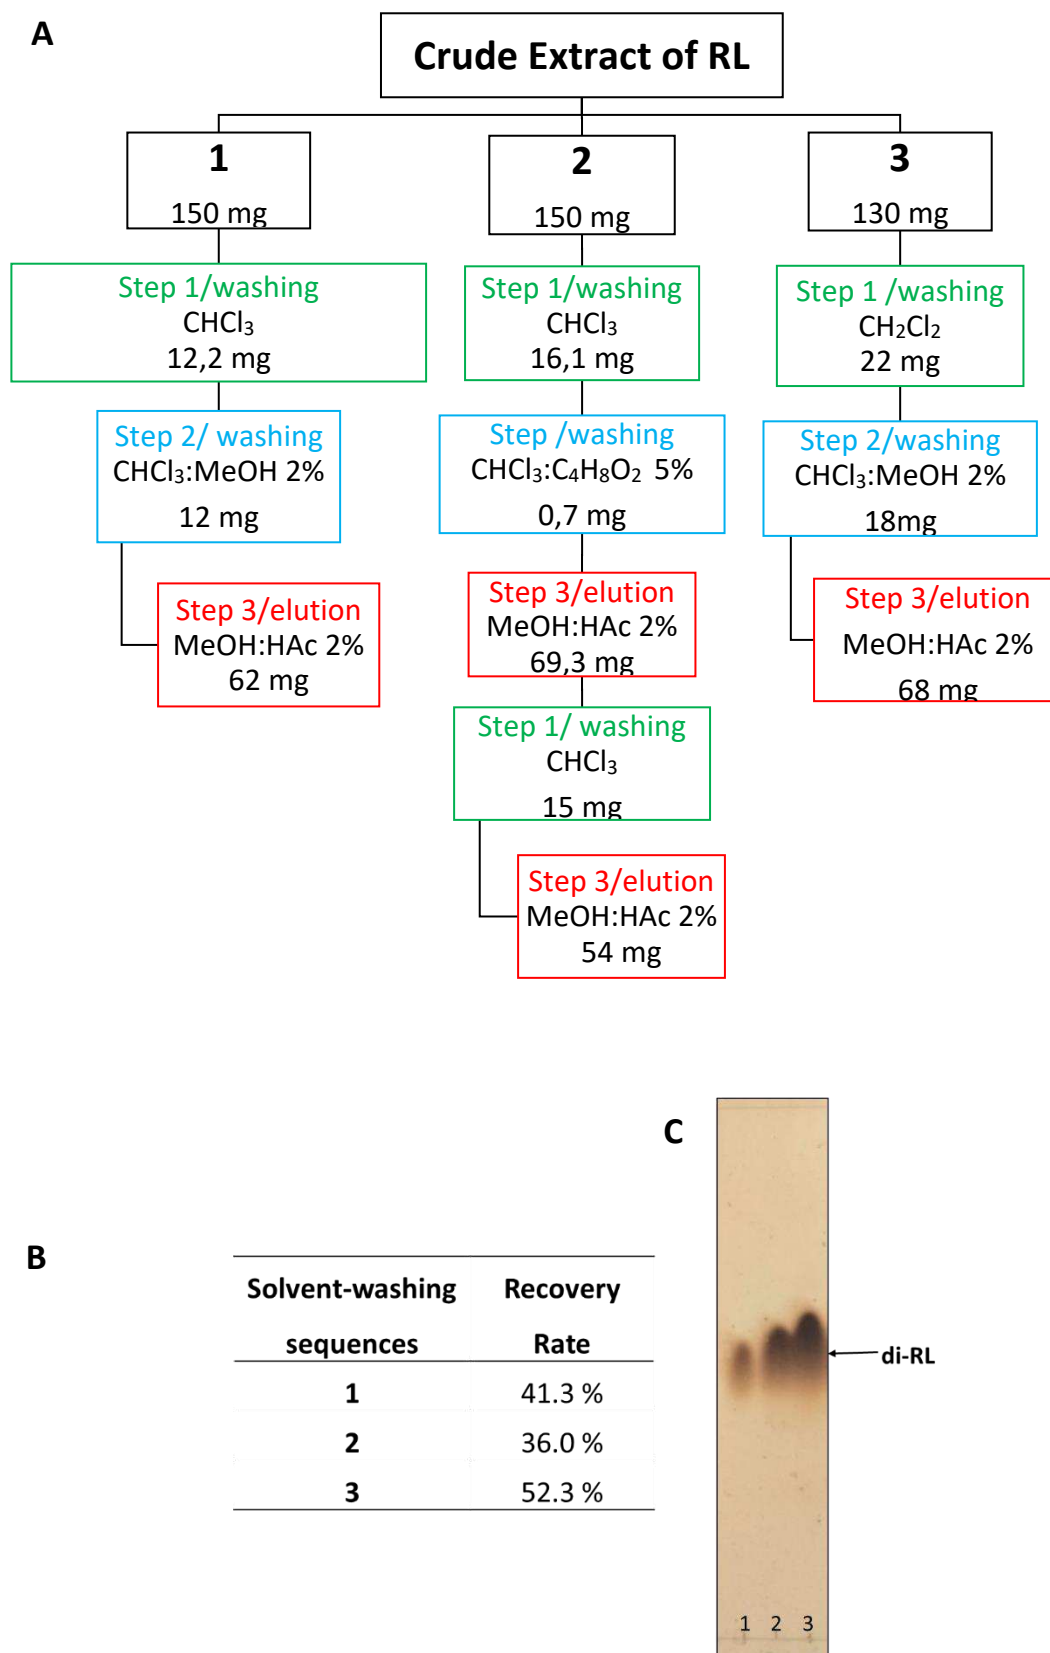 A
Crude Extract of RL
1
150 mg
2
150 mg
3
130 mg
Step 1/washing
CHCl₃
12,2 mg
Step 1/washing
CHCl₃
16,1 mg
Step 1 /washing
CH₂Cl₂
22 mg
Step 2/ washing
CHCl₃:MeOH 2%
12 mg
Step /washing
CHCl₃:C₄H₈O₂ 5%
0,7 mg
Step 2/washing
CHCl₃:MeOH 2%
18mg
Step 3/elution
MeOH:HAc 2%
62 mg
Step 3/elution
MeOH:HAc 2%
69,3 mg
Step 3/elution
MeOH:HAc 2%
68 mg
Step 1/ washing
CHCl₃
15 mg
Step 3/elution
MeOH:HAc 2%
54 mg
C
di-RL
1 2 3
B
Solvent-washing sequences Recovery Rate
1 41.3 %
2 36.0 %
3 52.3 %